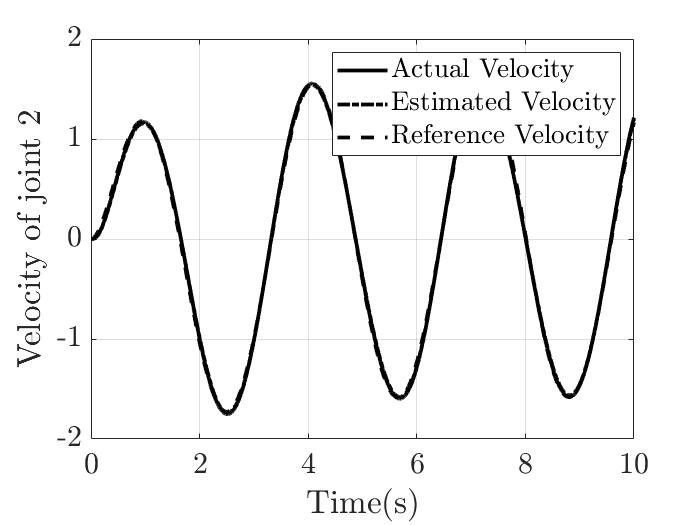 2
1
0
-1
-2
Velocity of joint 2
Actual Velocity
Estimated Velocity
Reference Velocity
0 2 4 6 8 10
Time(s)